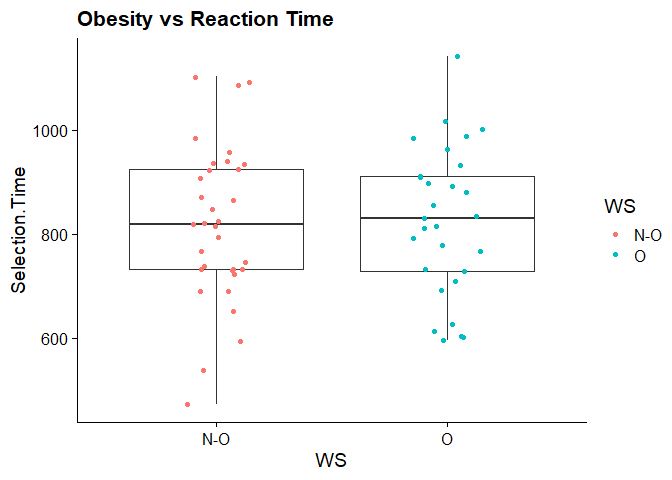 Obesity vs Reaction Time
Selection.Time
1000
800
600
N-O
O
WS
WS
N-O
O